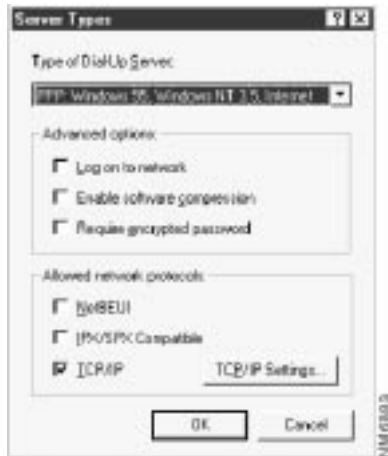 Server Types
Type of Dial-Up Server:
PPP: Windows 95, Windows NT 3.5, Internet
Advanced options:
Log on to network
Enable software compression
Require encrypted password
Allowed network protocols:
NetBEUI
IPX/SPX Compatible
TCP/IP
TCP/IP Settings...
OK
Cancel